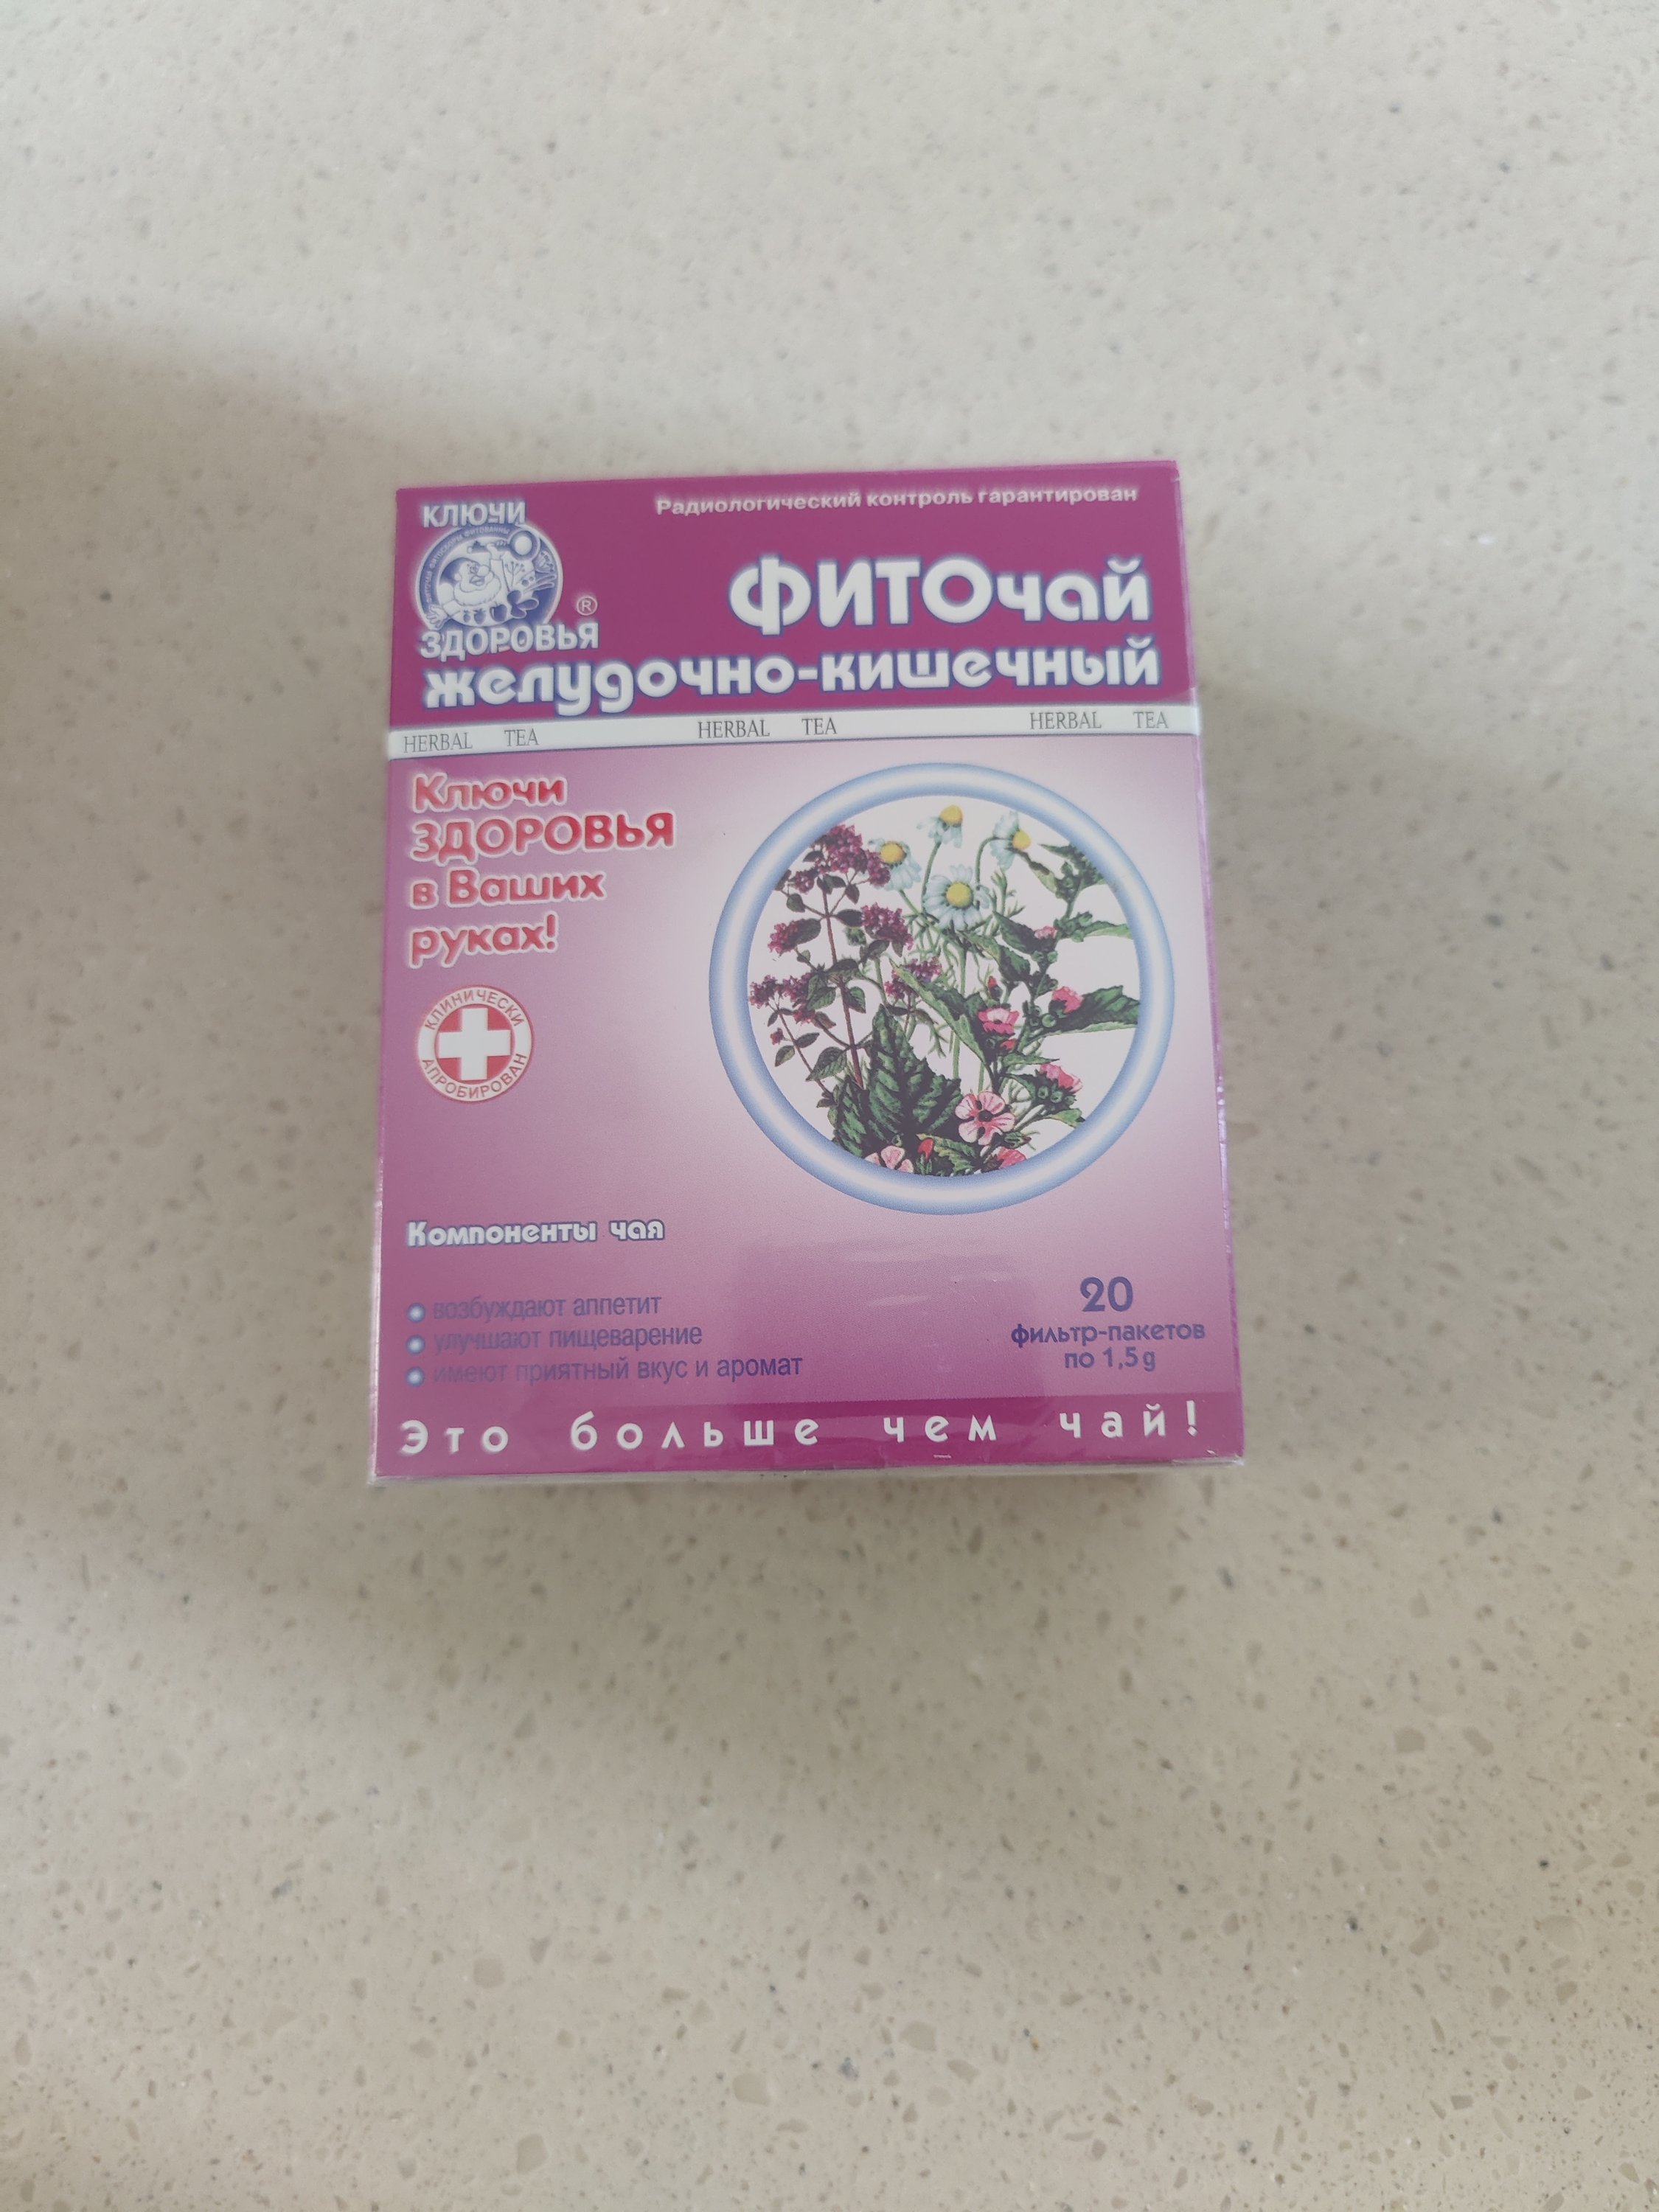 КЛЮЧИ
ЗДОРОВЬЯ
®
Радиологический контроль гарантирован
ФИТОчай
желудочно-кишечный
HERBAL TEA HERBAL TEA HERBAL TEA
Ключи
ЗДОРОВЬЯ
в Ваших
руках!
КЛИНИЧЕСКИ
АПРОБИРОВАН
Компоненты чая
возбуждают аппетит
улучшают пищеварение
имеют приятный вкус и аромат
20
фильтр-пакетов
по 1,5 g
Это больше чем чай!